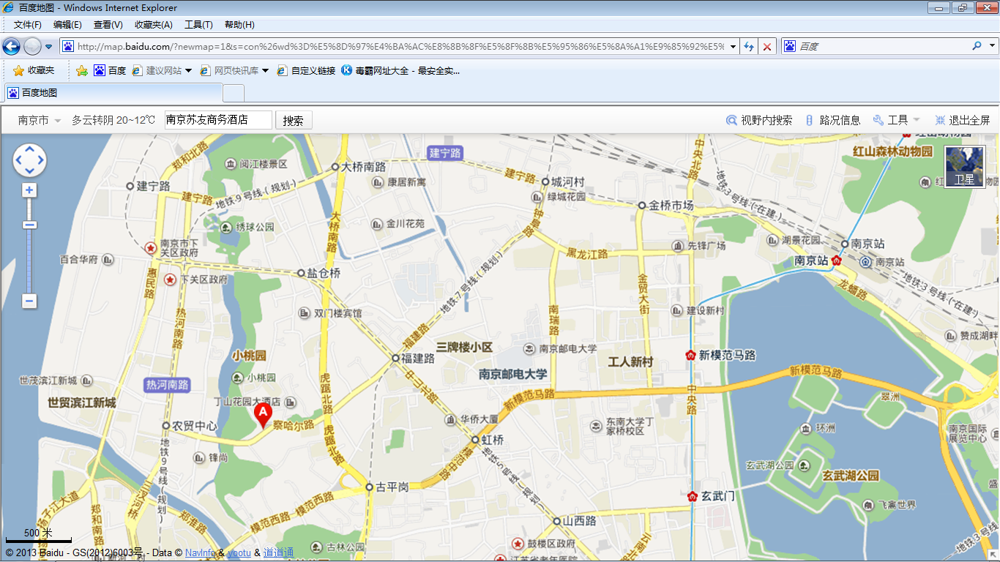 百度地图 - Windows Internet Explorer
文件(F) 编辑(E) 查看(V) 收藏夹(A) 工具(T) 帮助(H)
http://map.baidu.com/?newmap=1&s=con%26wd%3D%E5%8D%97%E4%BA%AC%E8%8B%8F%E5%8F%8B%E5%95%86%E5%8A%A1%E9%85%92%E5%
百度
收藏夹 百度 建议网站 网页快讯库 自定义链接 毒霸网址大全 - 最安全实...
百度地图
南京市 多云转阴 20~12℃ 南京苏友商务酒店 搜索 视野内搜索 路况信息 工具 退出全屏
红山森林动物园
卫星
郑和北路
阅江楼景区
建宁路
大桥南路
康居新寓
建宁路
城河村
绿城花园
中央北路
地铁3号线(在建)
建宁路
建宁路
地铁9号线(规划)
金桥市场
绣球公园
大桥南路
金川花苑
钟阜路
南京市下
关区政府
百合华府
黑龙江路
先锋广场
湖景花园
南京站
南京站
南京站
地铁3号线(在建)
龙蟠路
下关区政府
惠民路
盐仓桥
地铁7号线(规划)
金贸大街
热河南路
双门楼宾馆
南瑞路
建设新村
赞成湖畔
福建路
三牌楼小区
南京邮电大学
小桃园
福建路
工人新村
新模范马路
世茂滨江新城
小桃园
热河南路
虎踞北路
中山北路
南京邮电大学
新模范马路
世贸滨江新城
丁山花园大酒店
新模范马路
中央路
翠洲
A
农贸中心
察哈尔路
华侨大厦
东南大学丁
家桥校区
环洲
南京国际
展览中心
虎踞北路
虹桥
地铁9号线(规划)
锋尚
模范中路
地铁5号线(规划)
玄武湖公园
玄武湖公园
古平岗
三汊河桥
扬子江大道
郑和南路
郑淮路
模范西路
模范西路
玄武门
飞禽世界
山西路
古林公园
鼓楼区政府
江苏省老年医院
500 米
© 2013 Baidu - GS(2012)6003号 - Data © NavInfo & yootu & 道道通